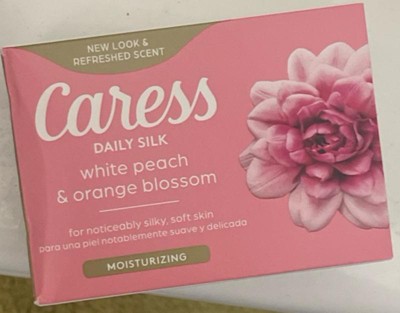 NEW LOOK &
REFRESHED SCENT
Caress
DAILY SILK
white peach
& orange blossom
for noticeably silky, soft skin
para una piel notablemente suave y delicada
MOISTURIZING